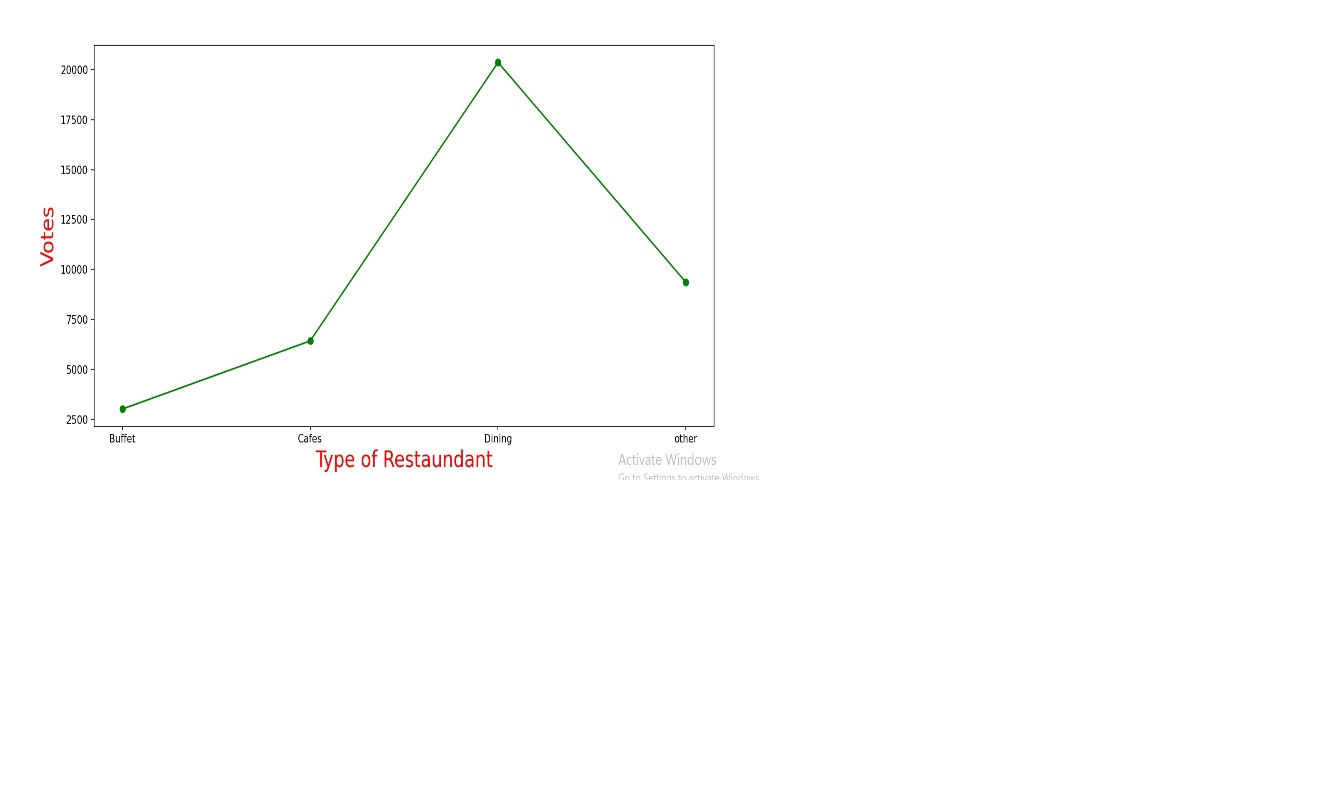 20000
17500
15000
12500
10000
7500
5000
2500
Votes
Buffet Cafes Dining other
Type of Restaundant
Activate Windows
Go to Settings to activate Windows